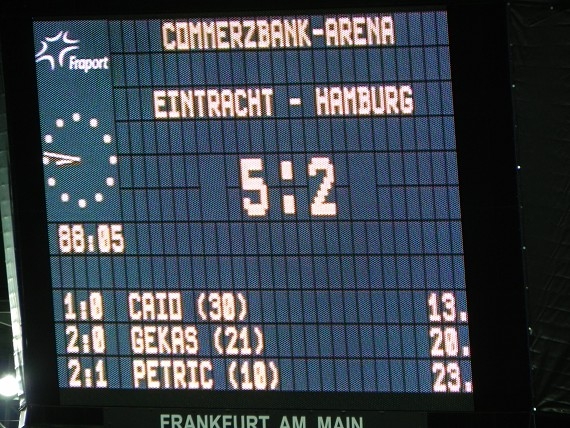 COMMERZBANK-ARENA
Fraport
EINTRACHT - HAMBURG
5:2
88:05
1:0 CAIO (30) 13.
2:0 GEKAS (21) 20.
2:1 PETRIC (10) 23.
FRANKFURT AM MAIN